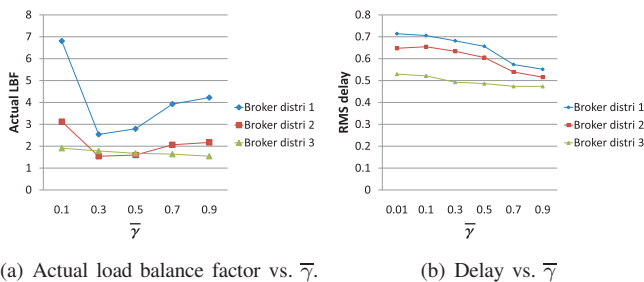 8
7
6
5
4
3
2
1
0
Actual LBF
0.1 0.3 0.5 0.7 0.9
γ̅
Broker distri 1
Broker distri 2
Broker distri 3
(a) Actual load balance factor vs. γ̅.
0.8
0.7
0.6
0.5
0.4
0.3
0.2
0.1
0
RMS delay
0.01 0.1 0.3 0.5 0.7 0.9
γ̅
Broker distri 1
Broker distri 2
Broker distri 3
(b) Delay vs. γ̅